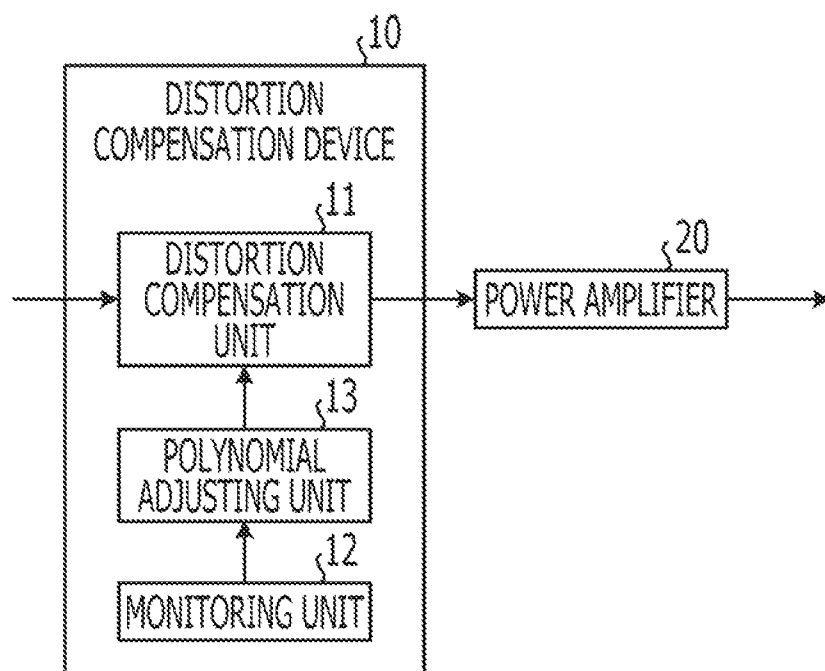 10
DISTORTION
COMPENSATION DEVICE
11
DISTORTION
COMPENSATION
UNIT
20
POWER AMPLIFIER
13
POLYNOMIAL
ADJUSTING UNIT
12
MONITORING UNIT